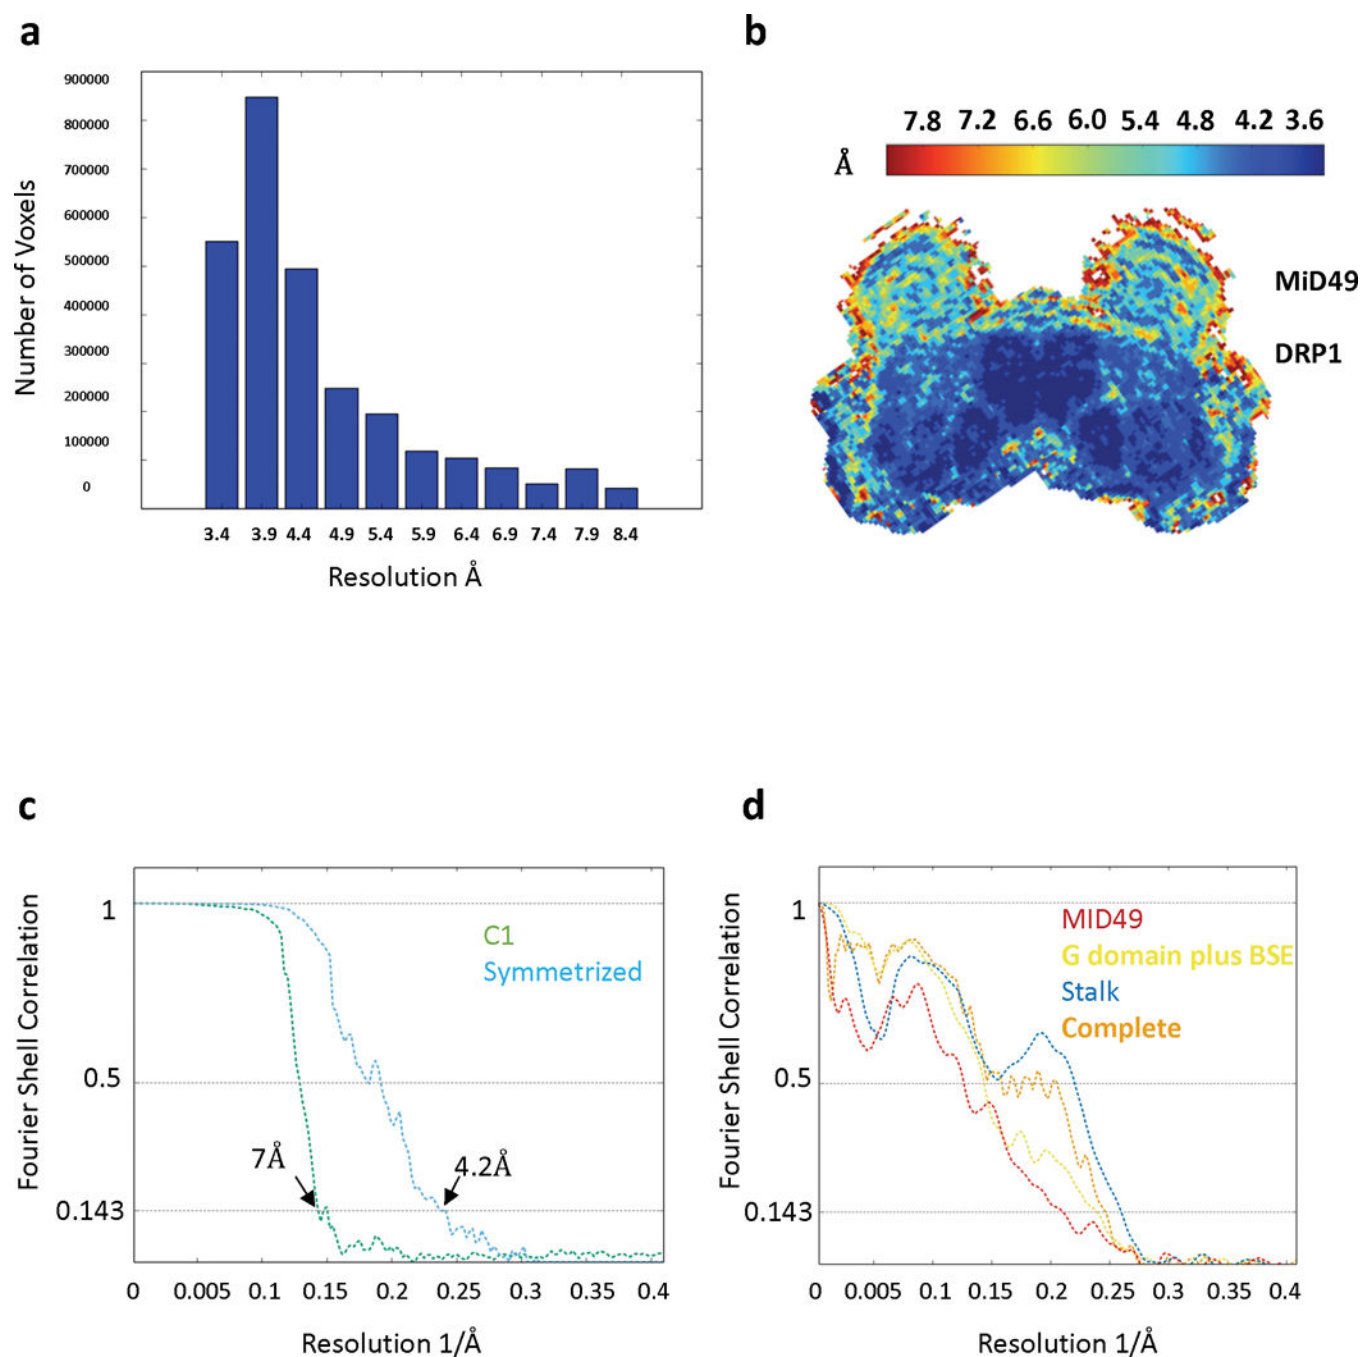 a
900000
800000
700000
600000
500000
400000
300000
200000
100000
0
Number of Voxels
3.4 3.9 4.4 4.9 5.4 5.9 6.4 6.9 7.4 7.9 8.4
Resolution Å
b
7.8 7.2 6.6 6.0 5.4 4.8 4.2 3.6
Å
MiD49
DRP1
c
Fourier Shell Correlation
1
0.5
0.143
C1
Symmetrized
7Å
4.2Å
0 0.005 0.1 0.15 0.2 0.25 0.3 0.35 0.4
Resolution 1/Å
d
Fourier Shell Correlation
1
0.5
0.143
MID49
G domain plus BSE
Stalk
Complete
0 0.005 0.1 0.15 0.2 0.25 0.3 0.35 0.4
Resolution 1/Å